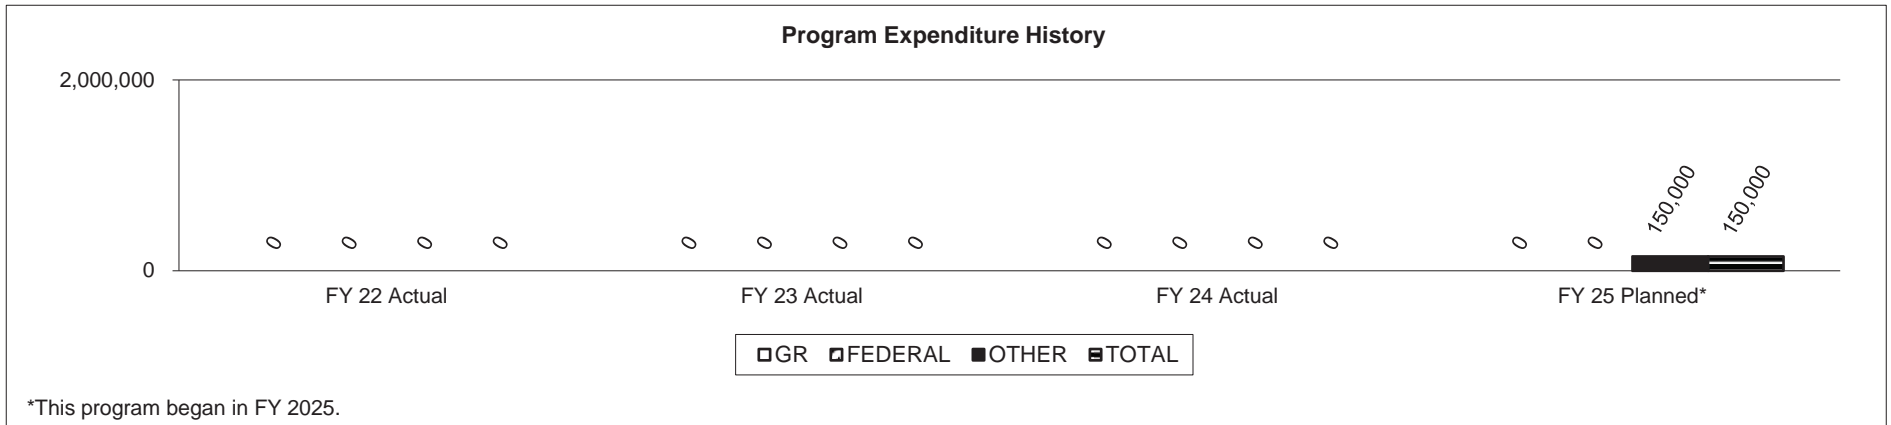 Program Expenditure History
2,000,000
0
0 0 0 0 0 0 0 0 0 0 0 0 0 0 150,000 150,000
FY 22 Actual FY 23 Actual FY 24 Actual FY 25 Planned*
GR FEDERAL OTHER TOTAL
*This program began in FY 2025.